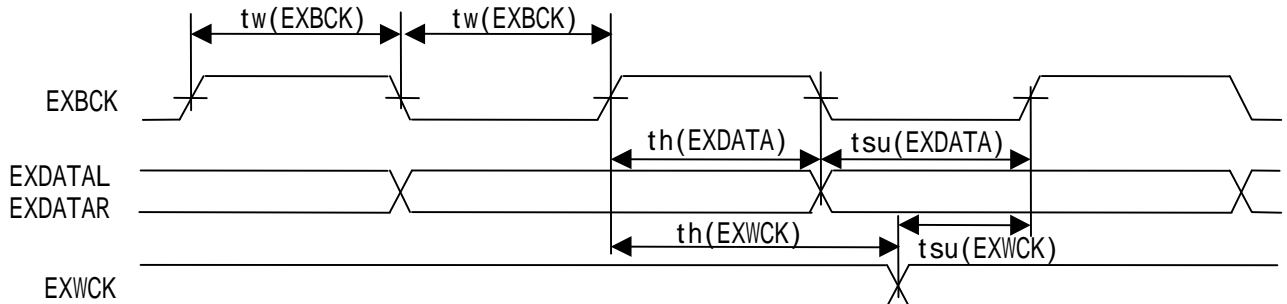 tw(EXBCK) tw(EXBCK)
EXBCK
th(EXDATA) tsu(EXDATA)
EXDATAL
EXDATAR
th(EXWCK)
tsu(EXWCK)
EXWCK